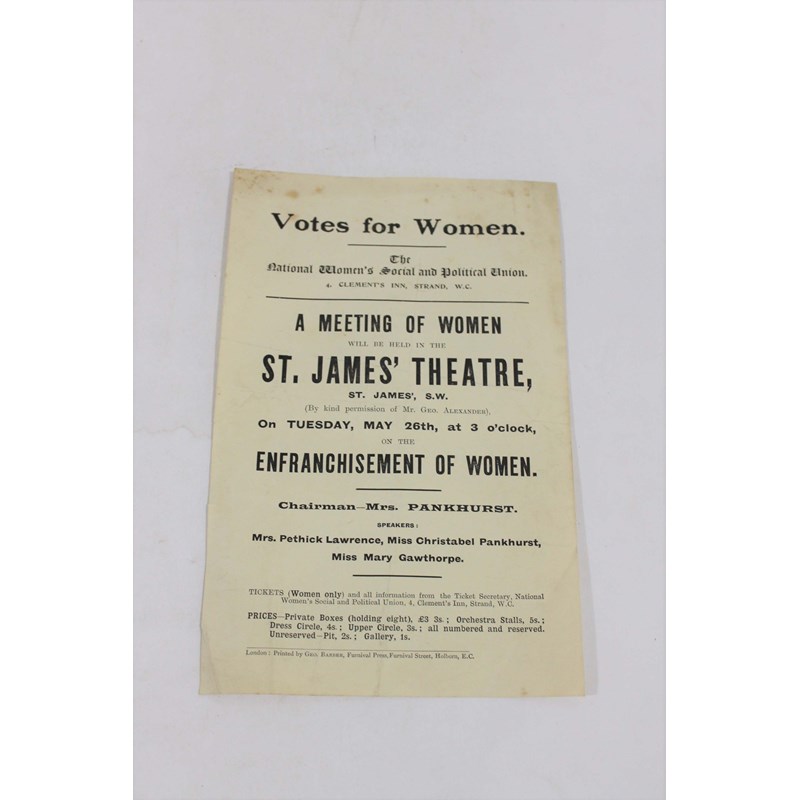 Votes for Women.
The
National Women's Social and Political Union.
4, CLEMENT'S INN, STRAND, W.C.
A MEETING OF WOMEN
WILL BE HELD IN THE
ST. JAMES' THEATRE,
ST. JAMES', S.W.
(By kind permission of Mr. GEO. ALEXANDER),
On TUESDAY, MAY 26th, at 3 o'clock,
ON THE
ENFRANCHISEMENT OF WOMEN.
Chairman—Mrs. PANKHURST.
SPEAKERS:
Mrs. Pethick Lawrence, Miss Christabel Pankhurst,
Miss Mary Gawthorpe.
TICKETS (Women only) and all information from the Ticket Secretary, National
Women's Social and Political Union, 4, Clement's Inn, Strand, W.C.
PRICES—Private Boxes (holding eight), £3 3s.; Orchestra Stalls, 5s.;
Dress Circle, 4s.; Upper Circle, 3s.; all numbered and reserved.
Unreserved—Pit, 2s.; Gallery, 1s.
London: Printed by GEO. BARBER, Furnival Press, Furnival Street, Holborn, E.C.